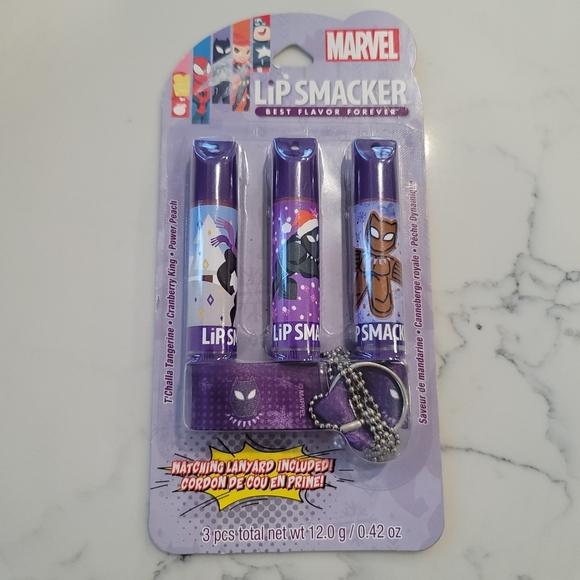 MARVEL
LiP SMACKER
BEST FLAVOR FOREVER
T'Challa Tangerine • Cranberry King • Power Peach
LiP SM
LiP SMA
P SMACK
Saveur de mandarine • Canneberge royale • Pêche Dynamique
© MARVEL
MATCHING LANYARD INCLUDED!
CORDON DE COU EN PRIME!
3 pcs total net wt 12.0 g / 0.42 oz